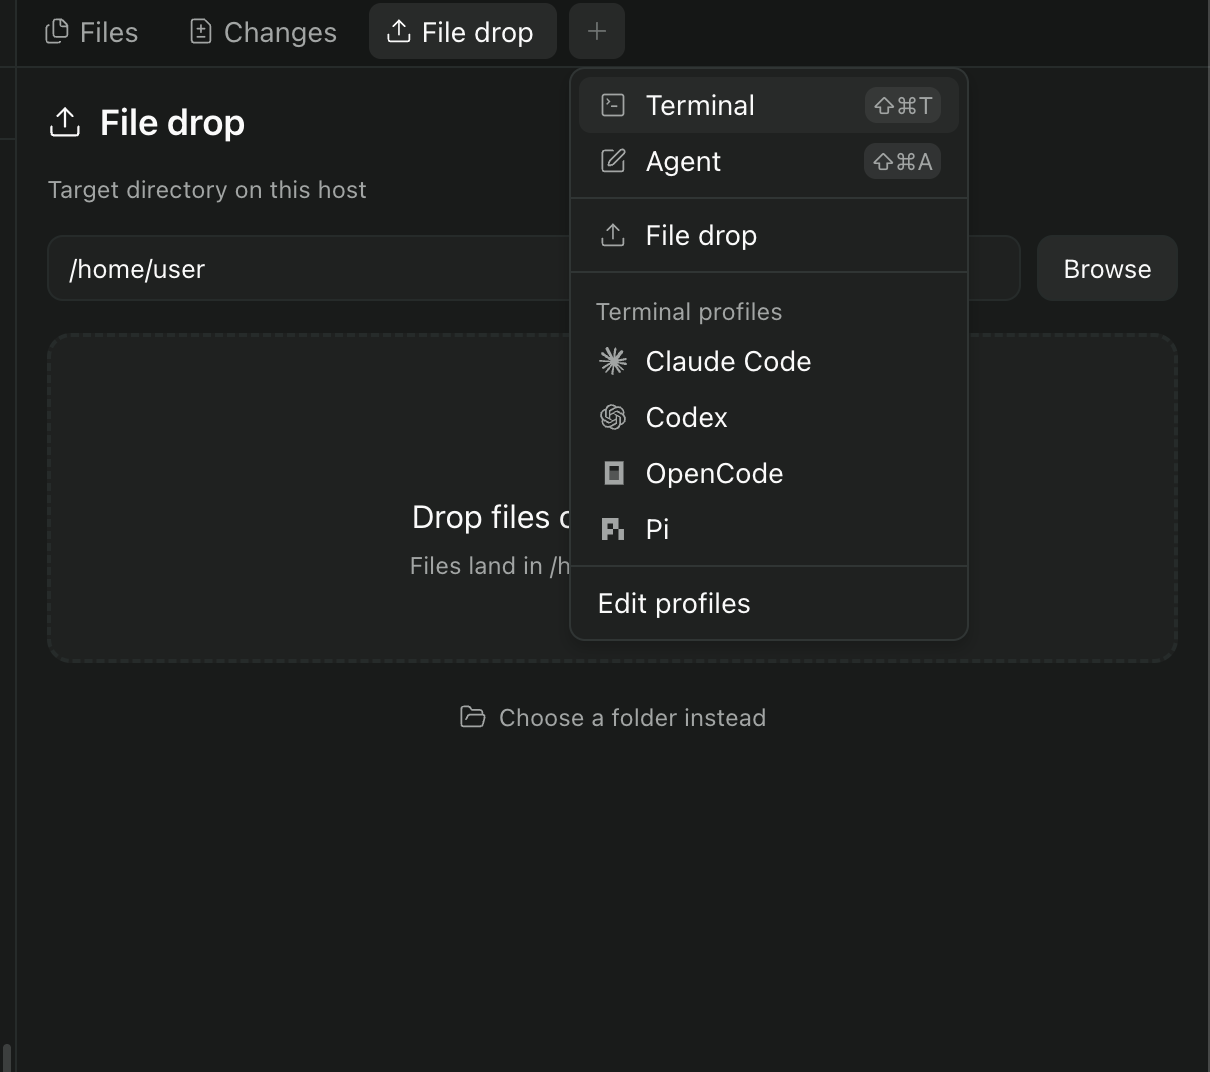 Files
Changes
File drop
File drop
Target directory on this host
/home/user
Browse
Drop files
Files land in /h
Choose a folder instead
Terminal ⇧⌘T
Agent ⇧⌘A
File drop
Terminal profiles
Claude Code
Codex
OpenCode
Pi
Edit profiles